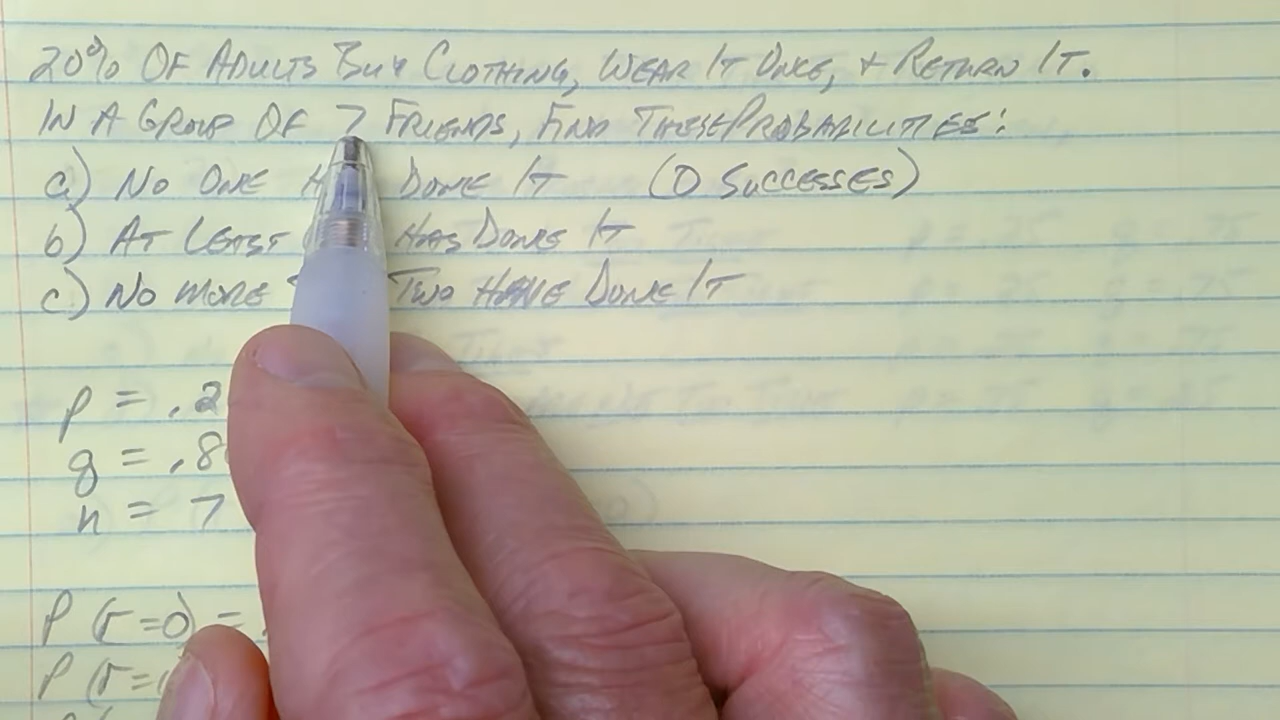 20% OF ADULTS BUY CLOTHING, WEAR IT ONCE, + RETURN IT.
IN A GROUP OF 7 FRIENDS, FIND THESE PROBABILITIES:
a) NO ONE DONE IT (0 SUCCESSES)
b) AT LEAST HAS DONE IT
c) NO MORE TWO HAVE DONE IT
p = .2
q = .8
n = 7
P (r=0) =
P (r=